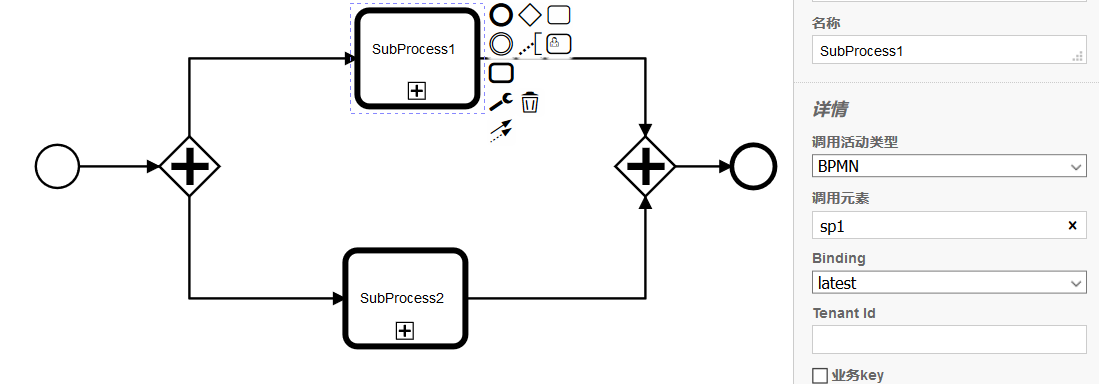 SubProcess1
SubProcess2
名称
SubProcess1
详情
调用活动类型
BPMN
调用元素
sp1
Binding
latest
Tenant Id
业务key